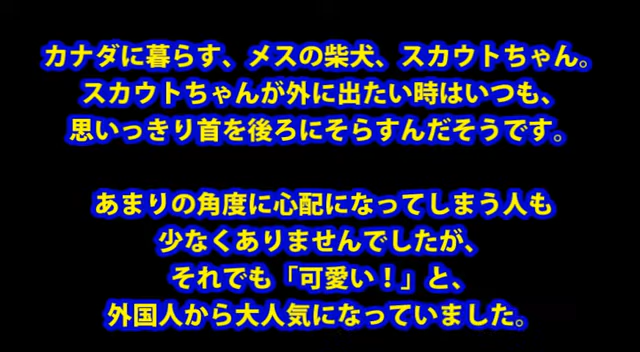 カナダに暮らす、メスの柴犬、スカウトちゃん。
スカウトちゃんが外に出たい時はいつも、
思いっきり首を後ろにそらすんだそうです。
あまりの角度に心配になってしまう人も
少なくありませんでしたが、
それでも「可愛い！」と、
外国人から大人気になっていました。